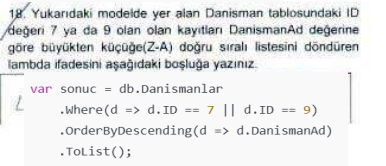 18. Yukarıdaki modelde yer alan Danisman tablosundaki ID
değeri 7 ya da 9 olan olan kayıtları DanismanAd değerine
göre büyükten küçüğe(Z-A) doğru sıralı listesini döndüren
lambda ifadesini aşağıdaki boşluğa yazınız.
var sonuc = db.Danismanlar
.Where(d => d.ID == 7 || d.ID == 9)
.OrderByDescending(d => d.DanismanAd)
.ToList();